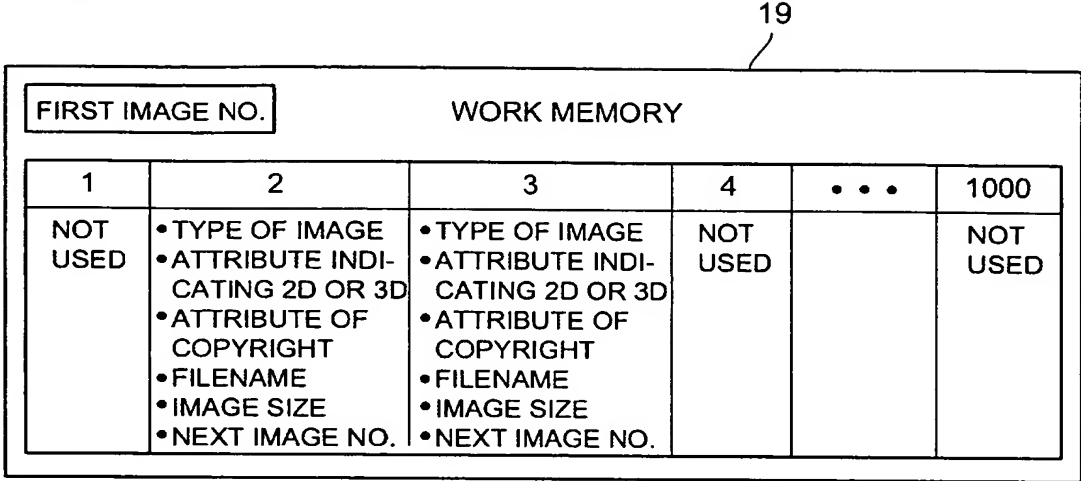 19
FIRST IMAGE NO.
WORK MEMORY
1
2
3
4
• • •
1000
NOT
USED
•TYPE OF IMAGE
•ATTRIBUTE INDI-
CATING 2D OR 3D
•ATTRIBUTE OF
COPYRIGHT
•FILENAME
•IMAGE SIZE
•NEXT IMAGE NO.
•TYPE OF IMAGE
•ATTRIBUTE INDI-
CATING 2D OR 3D
•ATTRIBUTE OF
COPYRIGHT
•FILENAME
•IMAGE SIZE
•NEXT IMAGE NO.
NOT
USED
NOT
USED